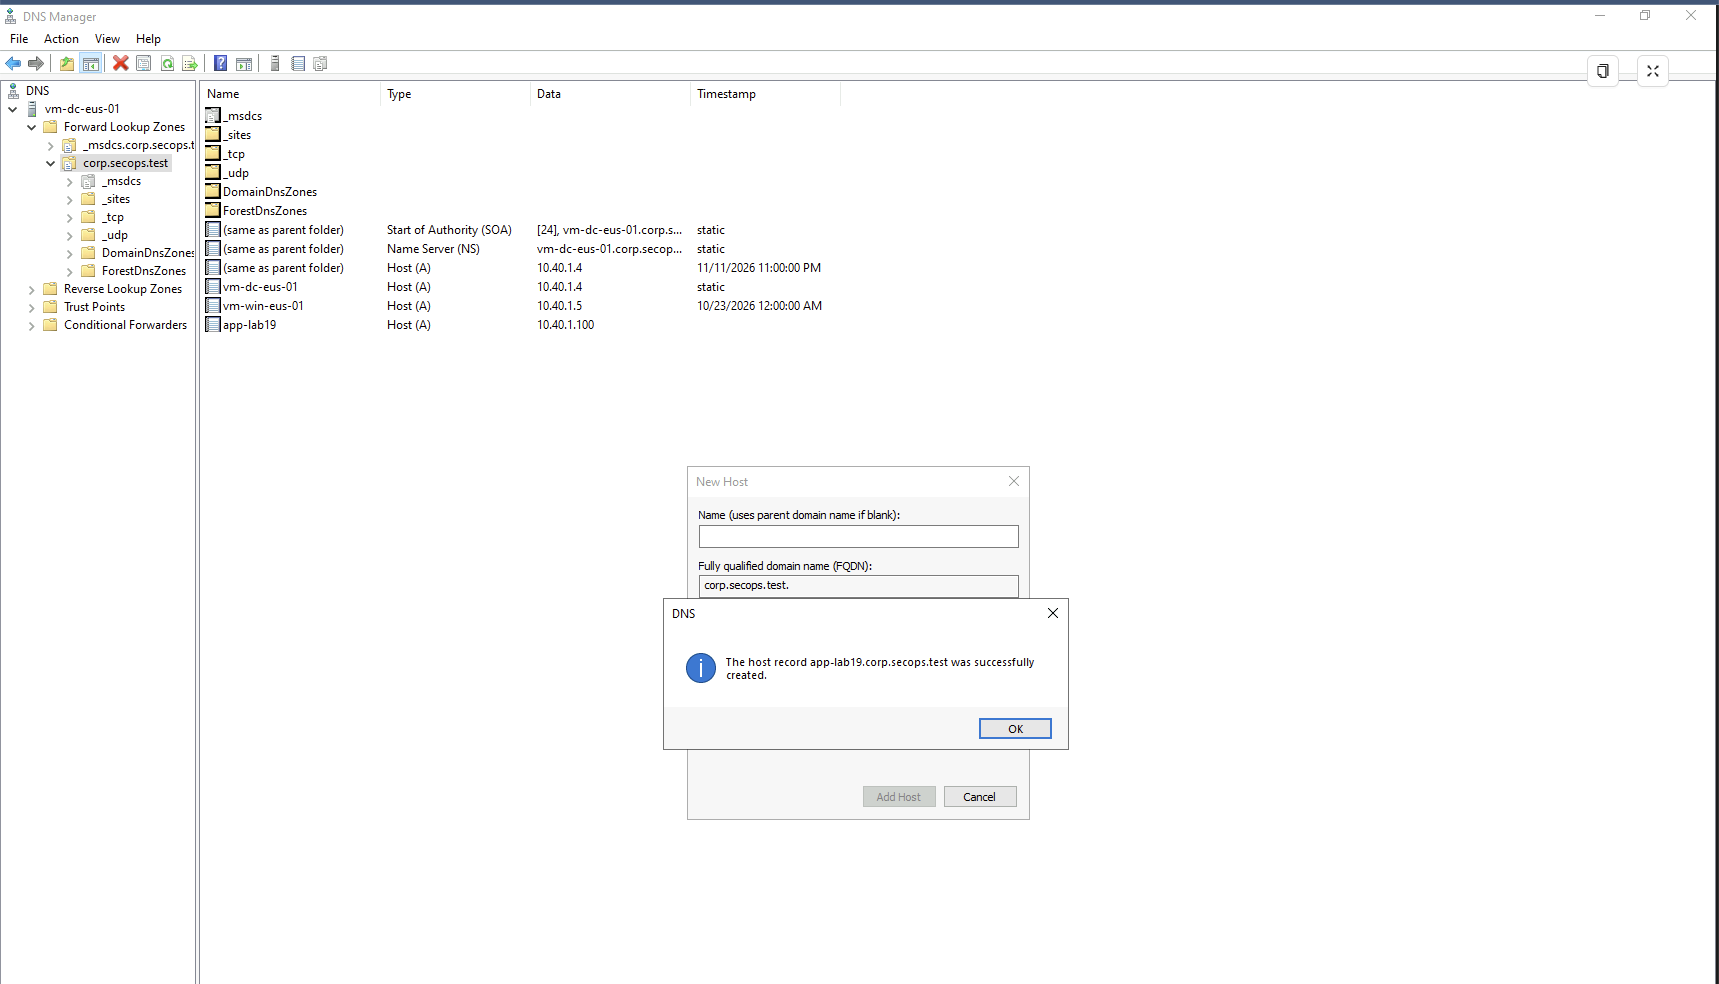 DNS Manager
File Action View Help
DNS
vm-dc-eus-01
Forward Lookup Zones
_msdcs.corp.secops.t
corp.secops.test
_msdcs
_sites
_tcp
_udp
DomainDnsZones
ForestDnsZones
Reverse Lookup Zones
Trust Points
Conditional Forwarders
Name Type Data Timestamp
_msdcs
_sites
_tcp
_udp
DomainDnsZones
ForestDnsZones
(same as parent folder) Start of Authority (SOA) [24], vm-dc-eus-01.corp.s... static
(same as parent folder) Name Server (NS) vm-dc-eus-01.corp.secop... static
(same as parent folder) Host (A) 10.40.1.4 11/11/2026 11:00:00 PM
vm-dc-eus-01 Host (A) 10.40.1.4 static
vm-win-eus-01 Host (A) 10.40.1.5 10/23/2026 12:00:00 AM
app-lab19 Host (A) 10.40.1.100
New Host
Name (uses parent domain name if blank):
Fully qualified domain name (FQDN):
corp.secops.test.
DNS
The host record app-lab19.corp.secops.test was successfully
created.
OK
Add Host Cancel